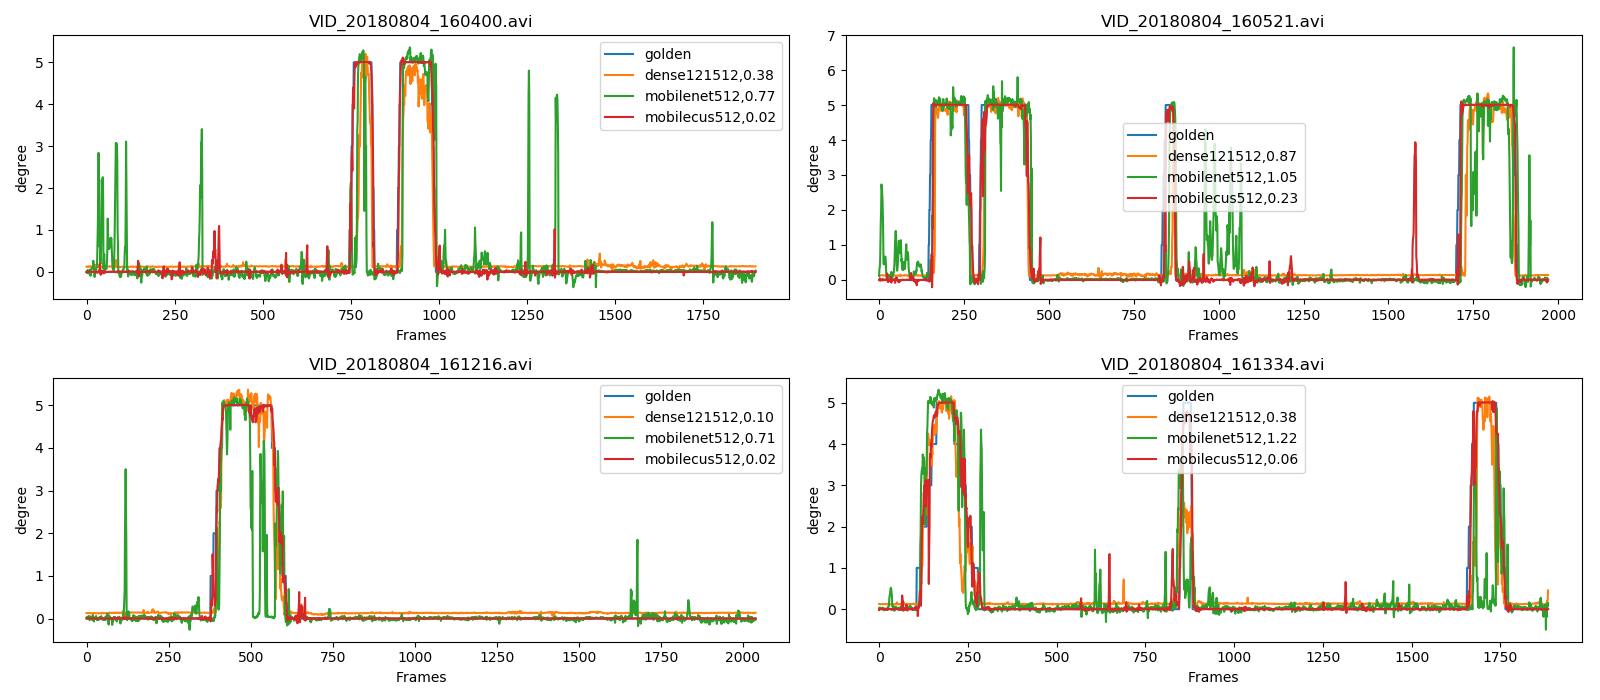 VID_20180804_160400.avi
degree
5
4
3
2
1
0
golden
dense121512,0.38
mobilenet512,0.77
mobilecus512,0.02
0 250 500 750 1000 1250 1500 1750
Frames
VID_20180804_160521.avi
degree
7
6
5
4
3
2
1
0
golden
dense121512,0.87
mobilenet512,1.05
mobilecus512,0.23
0 250 500 750 1000 1250 1500 1750 2000
Frames
VID_20180804_161216.avi
degree
5
4
3
2
1
0
golden
dense121512,0.10
mobilenet512,0.71
mobilecus512,0.02
0 250 500 750 1000 1250 1500 1750 2000
Frames
VID_20180804_161334.avi
degree
5
4
3
2
1
0
golden
dense121512,0.38
mobilenet512,1.22
mobilecus512,0.06
0 250 500 750 1000 1250 1500 1750
Frames